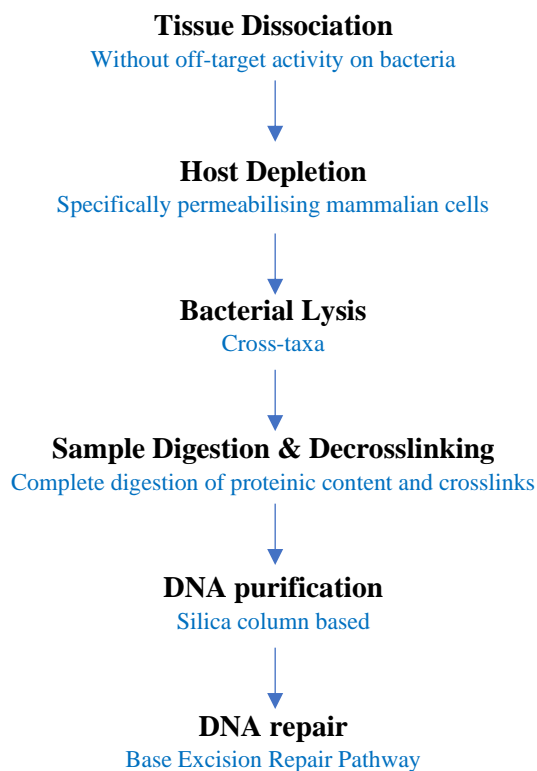 Tissue Dissociation
Without off-target activity on bacteria
Host Depletion
Specifically permeabilising mammalian cells
Bacterial Lysis
Cross-taxa
Sample Digestion & Decrosslinking
Complete digestion of proteinic content and crosslinks
DNA purification
Silica column based
DNA repair
Base Excision Repair Pathway